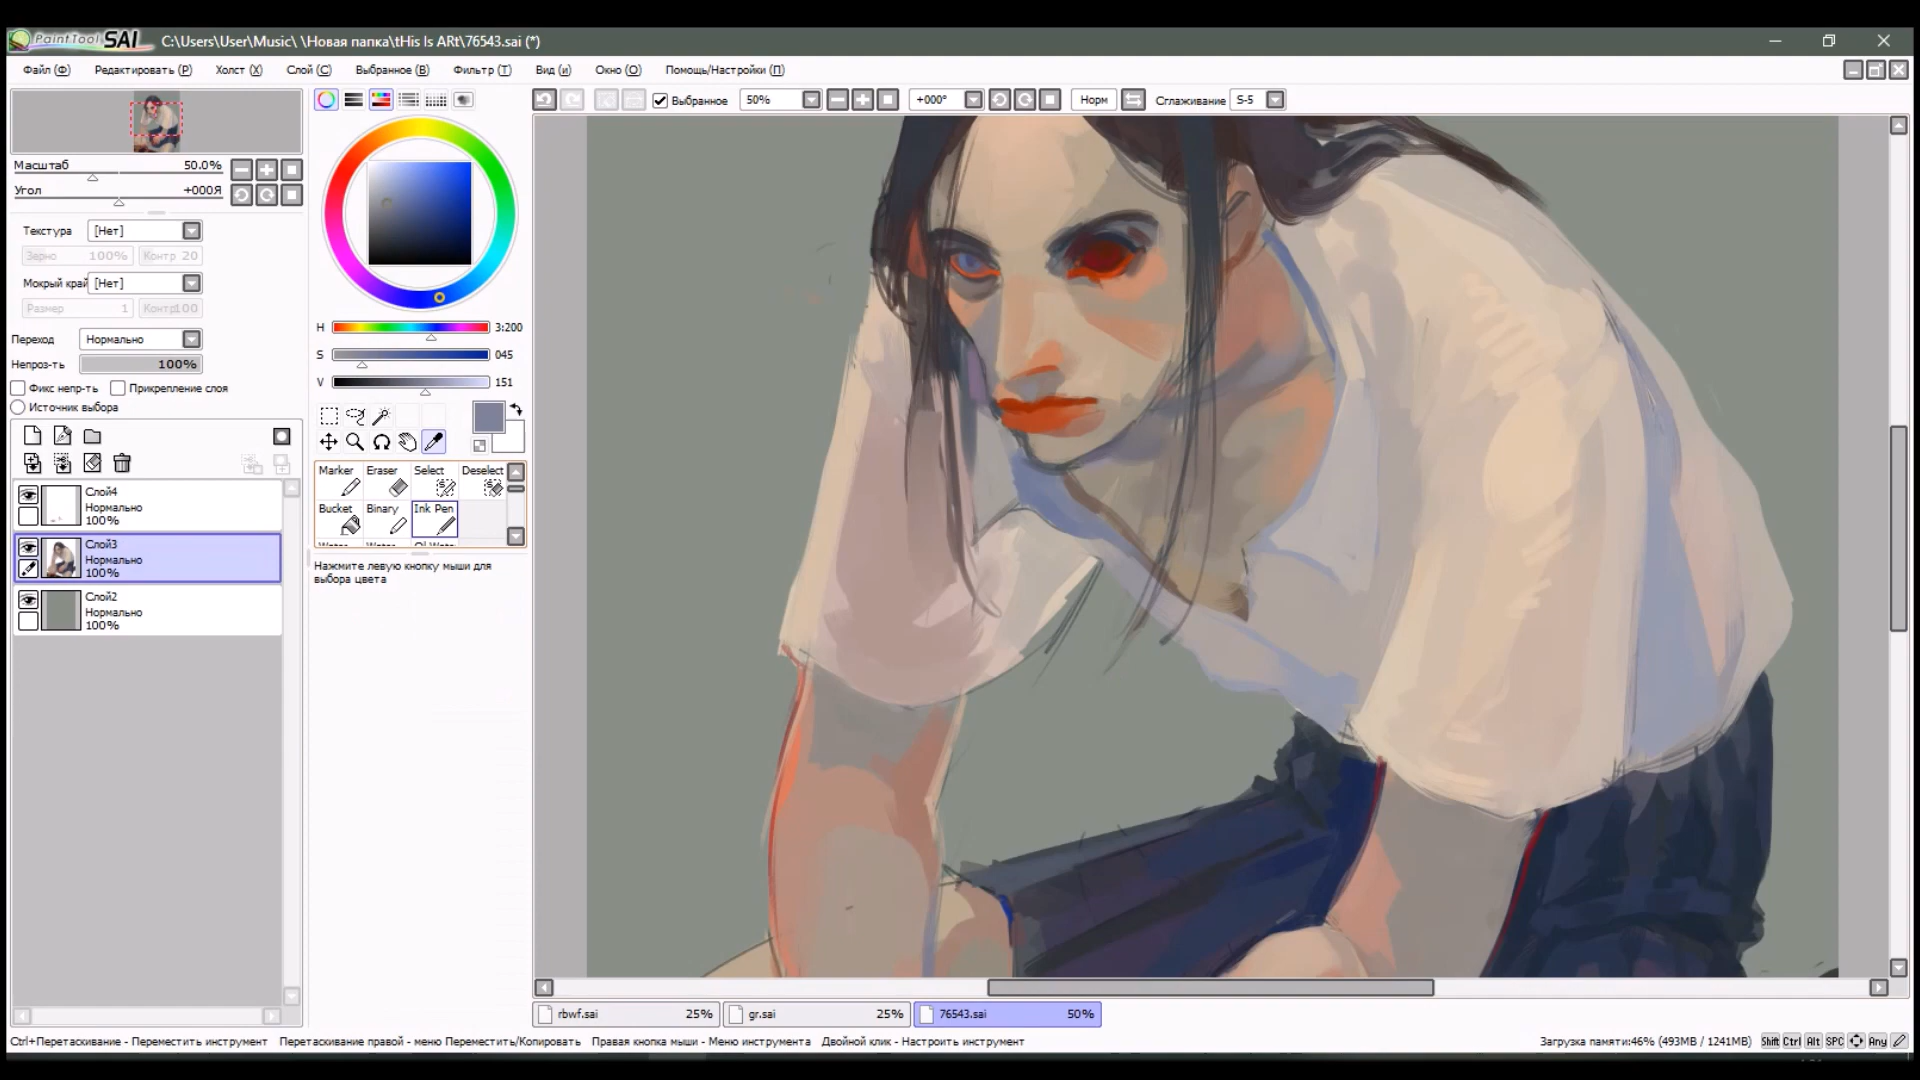 PaintTool SAI C:\Users\User\Music\ \Новая папка\tHis Is ARt\76543.sai (*)
Файл (Ф) Редактировать (Р) Холст (X) Слой (С) Выбранное (В) Фильтр (Т) Вид (и) Окно (О) Помощь/Настройки (П)
Выбранное 50% +000° Норм Сглаживание S-5
Масштаб 50.0%
Угол +000Я
Текстура [Нет]
Зерно 100% Контр 20
Мокрый край [Нет]
Размер 1 Контр100
Переход Нормально
Непроз-ть 100%
Фикс непр-ть Прикрепление слоя
Источник выбора
Слой4
Нормально
100%
Слой3
Нормально
100%
Слой2
Нормально
100%
H 3:200
S 045
V 151
Marker Eraser Select Deselect
Bucket Binary Ink Pen
Нажмите левую кнопку мыши для
выбора цвета
rbwf.sai 25% gr.sai 25% 76543.sai 50%
Ctrl+Перетаскивание - Переместить инструмент Перетаскивание правой - меню Переместить/Копировать Правая кнопка мыши - Меню инструмента Двойной клик - Настроить инструмент Загрузка памяти:46% (493MB / 1241MB) Shift Ctrl Alt SPC Any